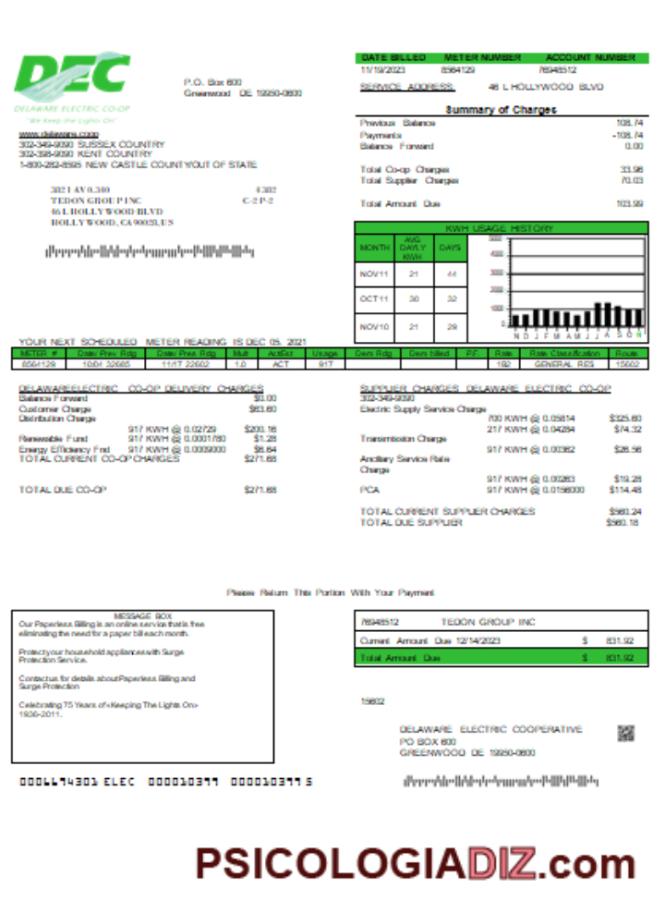 DEC
DELAWARE ELECTRIC CO-OP
"We Keep the Lights On"
P.O. Box 600
Greenwood DE 19950-0600
DATE BILLED METER NUMBER ACCOUNT NUMBER
11/19/2023 8564129 76948512
SERVICE ADDRESS 46 L HOLLYWOOD BLVD
Summary of Charges
Previous Balance 108.74
Payments -108.74
Balance Forward 0.00
Total Co-op Charges 33.96
Total Supplier Charges 70.03
Total Amount Due 103.99
www.delaware.coop
302-349-9090 SUSSEX COUNTRY
302-398-9090 KENT COUNTRY
1-800-282-8595 NEW CASTLE COUNTY/OUT OF STATE
3821 AV 0.340 4382
TEDON GROUP INC C-2 P-2
46 L HOLLYWOOD BLVD
HOLLYWOOD, CA 90023, US
KWH USAGE HISTORY
MONTH AVG DAYLY KWH DAYS
NOV11 21 44
OCT11 30 32
NOV10 21 29
5000
4000
3000
2000
1000
0
N D J F M A M J J A S O N
YOUR NEXT SCHEDULED METER READING IS DEC 05, 2021
METER # Date/ Prev Rdg Date/ Prev Rdg Mult Act/Est Usage Dem Rdg Dem billed P.F. Rate Rate Classification Route
8564129 10/04 22685 11/17 22602 1.0 ACT 917 192 GENERAL RES 15602
DELAWAREELECTRIC CO-OP DELIVERY CHARGES
Balance Forward $0.00
Customer Charge $63.60
Distribution Charge
917 KWH @ 0.02729 $200.16
Renewable Fund 917 KWH @ 0.0001780 $1.28
Energy Efficiency Fnd 917 KWH @ 0.0009000 $6.64
TOTAL CURRENT CO-OP CHARGES $271.68
TOTAL DUE CO-OP $271.68
SUPPLIER CHARGES DELAWARE ELECTRIC CO-OP
302-349-9090
Electric Supply Service Charge
700 KWH @ 0.05814 $325.60
217 KWH @ 0.04284 $74.32
Transmission Charge
917 KWH @ 0.00362 $26.56
Ancillary Service Rate
Charge
917 KWH @ 0.00263 $19.28
PCA 917 KWH @ 0.0156000 $114.48
TOTAL CURRENT SUPPLIER CHARGES $560.24
TOTAL DUE SUPPLIER $560.18
Please Return This Portion With Your Payment
MESSAGE BOX
Our Paperless Billing is an online service that is free
eliminating the need for a paper bill each month.
Protect your household appliances with Surge
Protection Service.
Contact us for details about Paperless Billing and
Surge Protection
Celebrating 75 Years of «Keeping The Lights On»
1936-2011.
76948512 TEDON GROUP INC
Current Amount Due 12/14/2023 $ 831.92
Total Amount Due $ 831.92
15602
DELAWARE ELECTRIC COOPERATIVE
PO BOX 600
GREENWOOD DE 19950-0600
0006694301 ELEC 000010399 000010399 5
PSICOLOGIADIZ.com